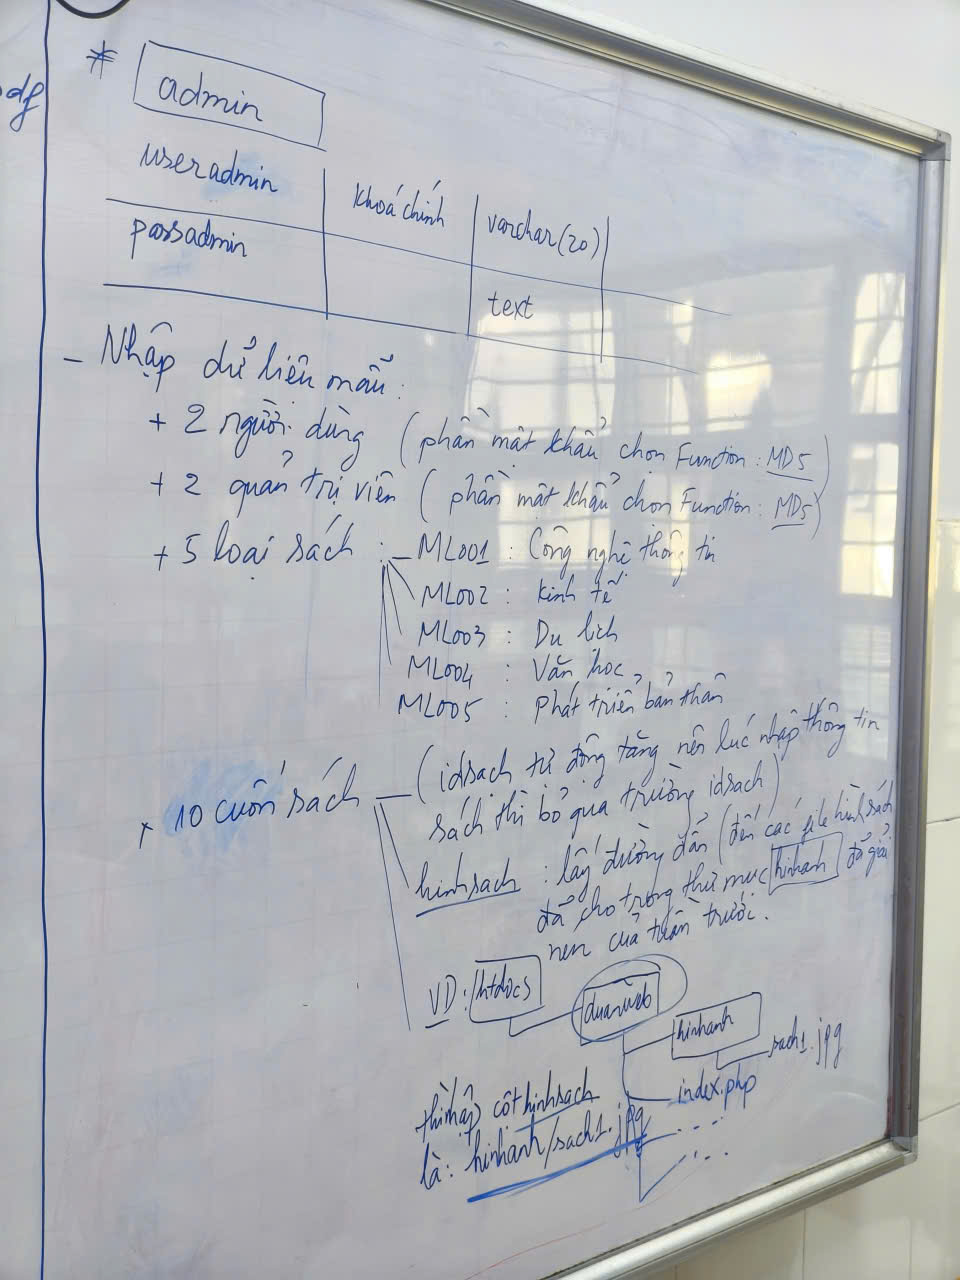 * admin
useradmin khoá chính varchar(20)
passadmin text
- Nhập dữ liệu mẫu:
+ 2 người dùng (phần mật khẩu chọn Function: MD5)
+ 2 quản trị viên (phần mật khẩu chọn Function: MD5)
+ 5 loại sách : - ML001 : Công nghệ thông tin
ML002 : Kinh tế
ML003 : Du lịch
ML004 : Văn học
ML005 : Phát triển bản thân
+ 10 cuốn sách - (idsach tự động tăng nên lúc nhập thông tin
sách thì bỏ qua trường idsach)
hinhsach : lấy đường dẫn (đến các file hình sách
đã cho trong thư mục hinhanh đã giải
nén của tuần trước.
VD: htdocs
duanweb
hinhanh
sach1.jpg
index.php
thì nhập cột hinhsach
là: hinhanh/sach1.jpg